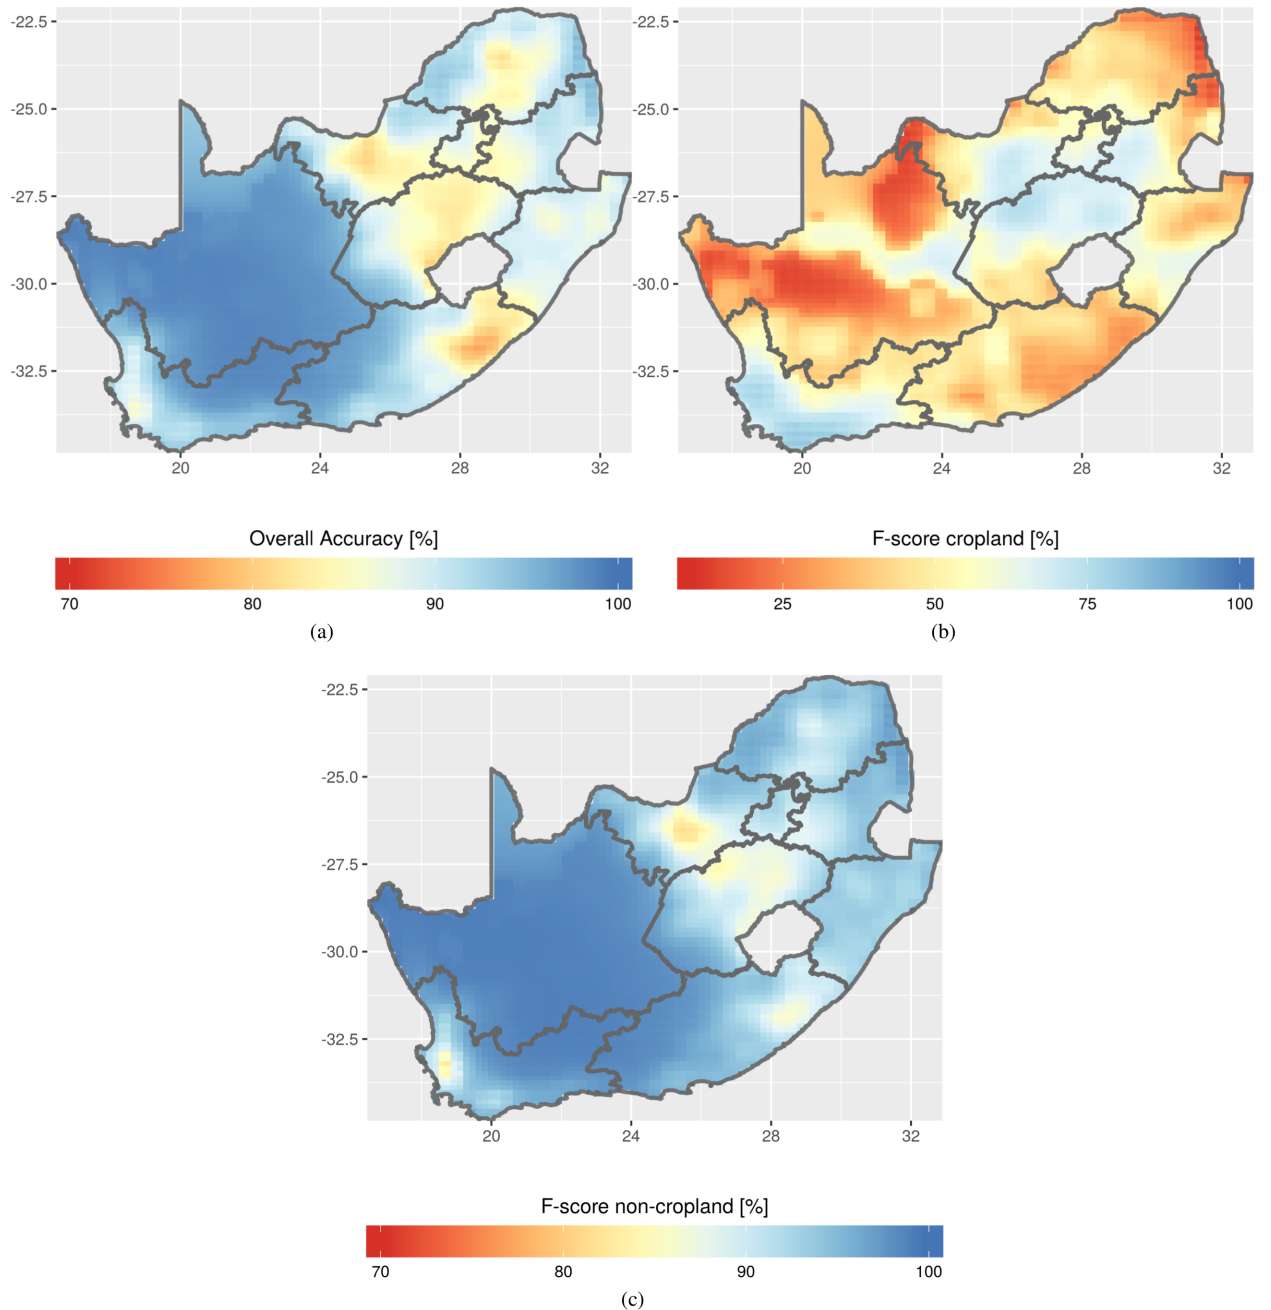 -22.5
-25.0
-27.5
-30.0
-32.5
20 24 28 32
Overall Accuracy [%]
70 80 90 100
(a)
-22.5
-25.0
-27.5
-30.0
-32.5
20 24 28 32
F-score cropland [%]
25 50 75 100
(b)
-22.5
-25.0
-27.5
-30.0
-32.5
20 24 28 32
F-score non-cropland [%]
70 80 90 100
(c)